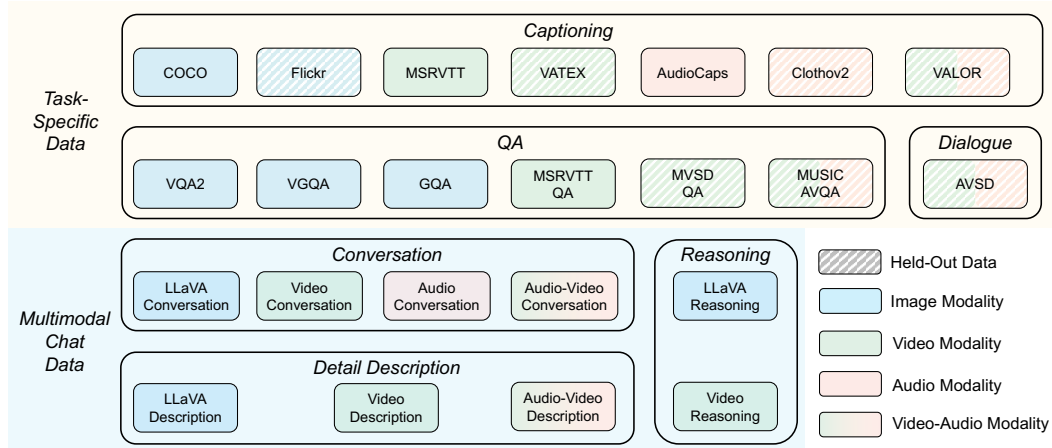 Captioning
COCO
Flickr
MSRVTT
VATEX
AudioCaps
Clothov2
VALOR
Task-
Specific
Data
QA
VQA2
VGQA
GQA
MSRVTT
QA
MVSD
QA
MUSIC
AVQA
Dialogue
AVSD
Multimodal
Chat
Data
Conversation
LLaVA
Conversation
Video
Conversation
Audio
Conversation
Audio-Video
Conversation
Detail Description
LLaVA
Description
Video
Description
Audio-Video
Description
Reasoning
LLaVA
Reasoning
Video
Reasoning
Held-Out Data
Image Modality
Video Modality
Audio Modality
Video-Audio Modality